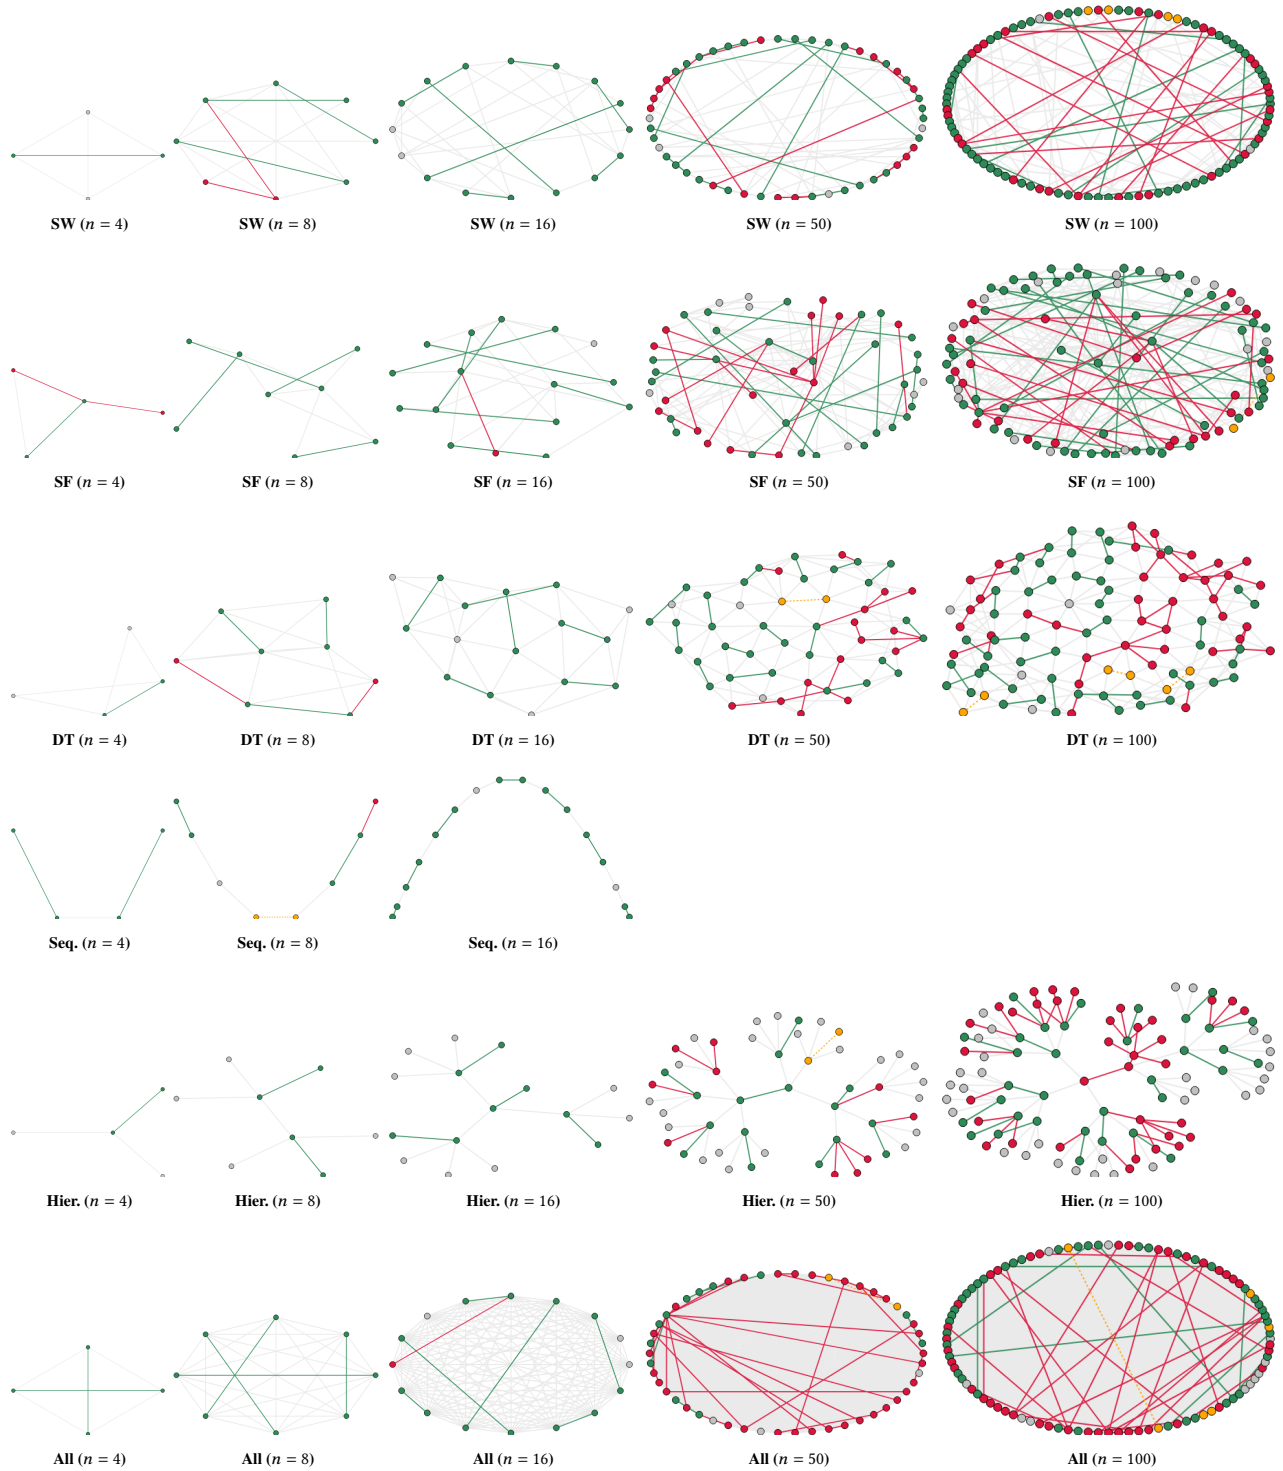 SW (n = 4) SW (n = 8) SW (n = 16) SW (n = 50) SW (n = 100)
SF (n = 4) SF (n = 8) SF (n = 16) SF (n = 50) SF (n = 100)
DT (n = 4) DT (n = 8) DT (n = 16) DT (n = 50) DT (n = 100)
Seq. (n = 4) Seq. (n = 8) Seq. (n = 16)
Hier. (n = 4) Hier. (n = 8) Hier. (n = 16) Hier. (n = 50) Hier. (n = 100)
All (n = 4) All (n = 8) All (n = 16) All (n = 50) All (n = 100)